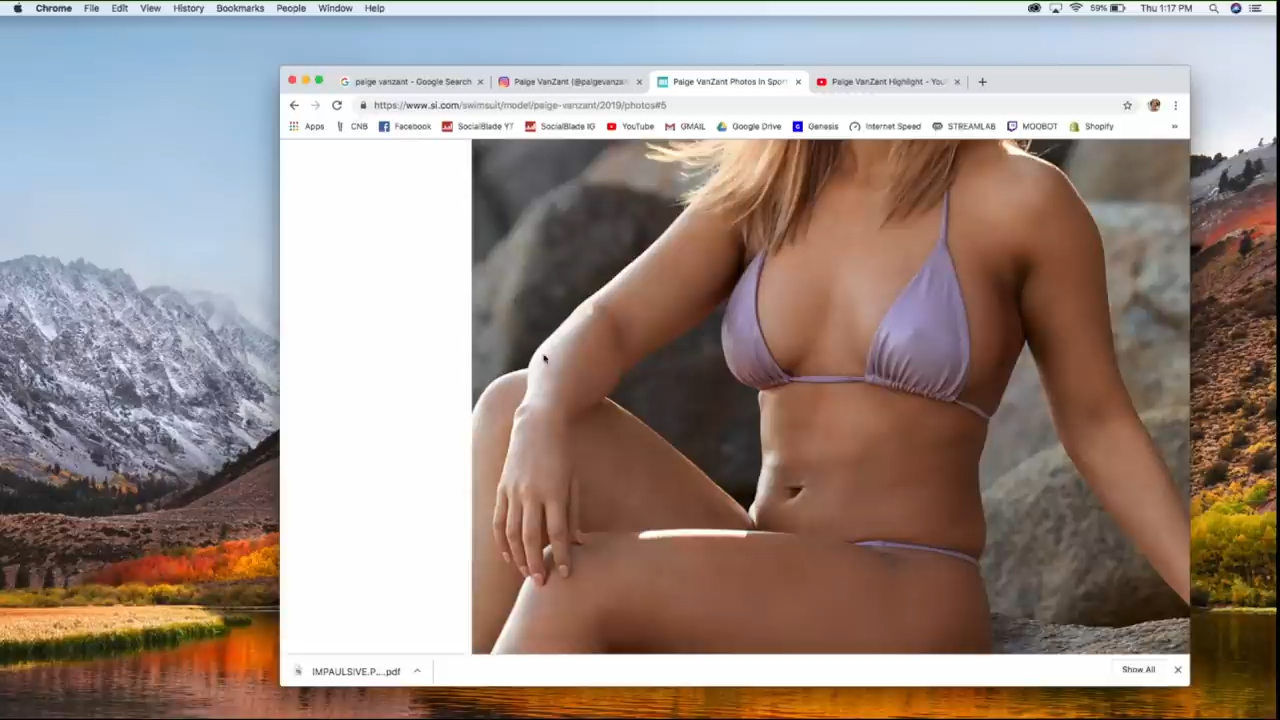 Chrome File Edit View History Bookmarks People Window Help 59% Thu 1:17 PM
paige vanzant - Google Search Paige VanZant (@paigevanza Paige VanZant Photos in Spor Paige VanZant Highlight - You
https://www.si.com/swimsuit/model/paige-vanzant/2019/photos#5
Apps CNB Facebook SocialBlade YT SocialBlade IG YouTube GMAIL Google Drive Genesis Internet Speed STREAMLAB MOOBOT Shopify »
IMPAULSIVE.P....pdf Show All